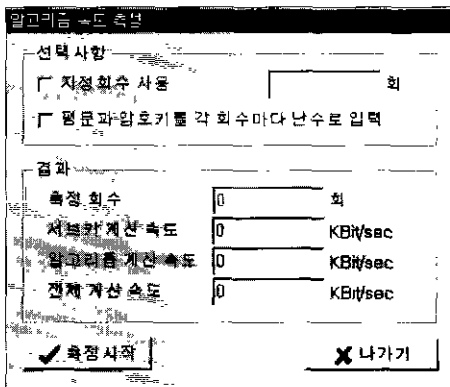 알고리즘 속도 측정
선택사항
지정회수 사용 회
평문과 암호키를 각 회수마다 난수로 입력
결과
측정 회수 0 회
서브키 계산 속도 0 KBit/sec
알고리즘 계산 속도 0 KBit/sec
전체 계산 속도 0 KBit/sec
측정시작 나가기